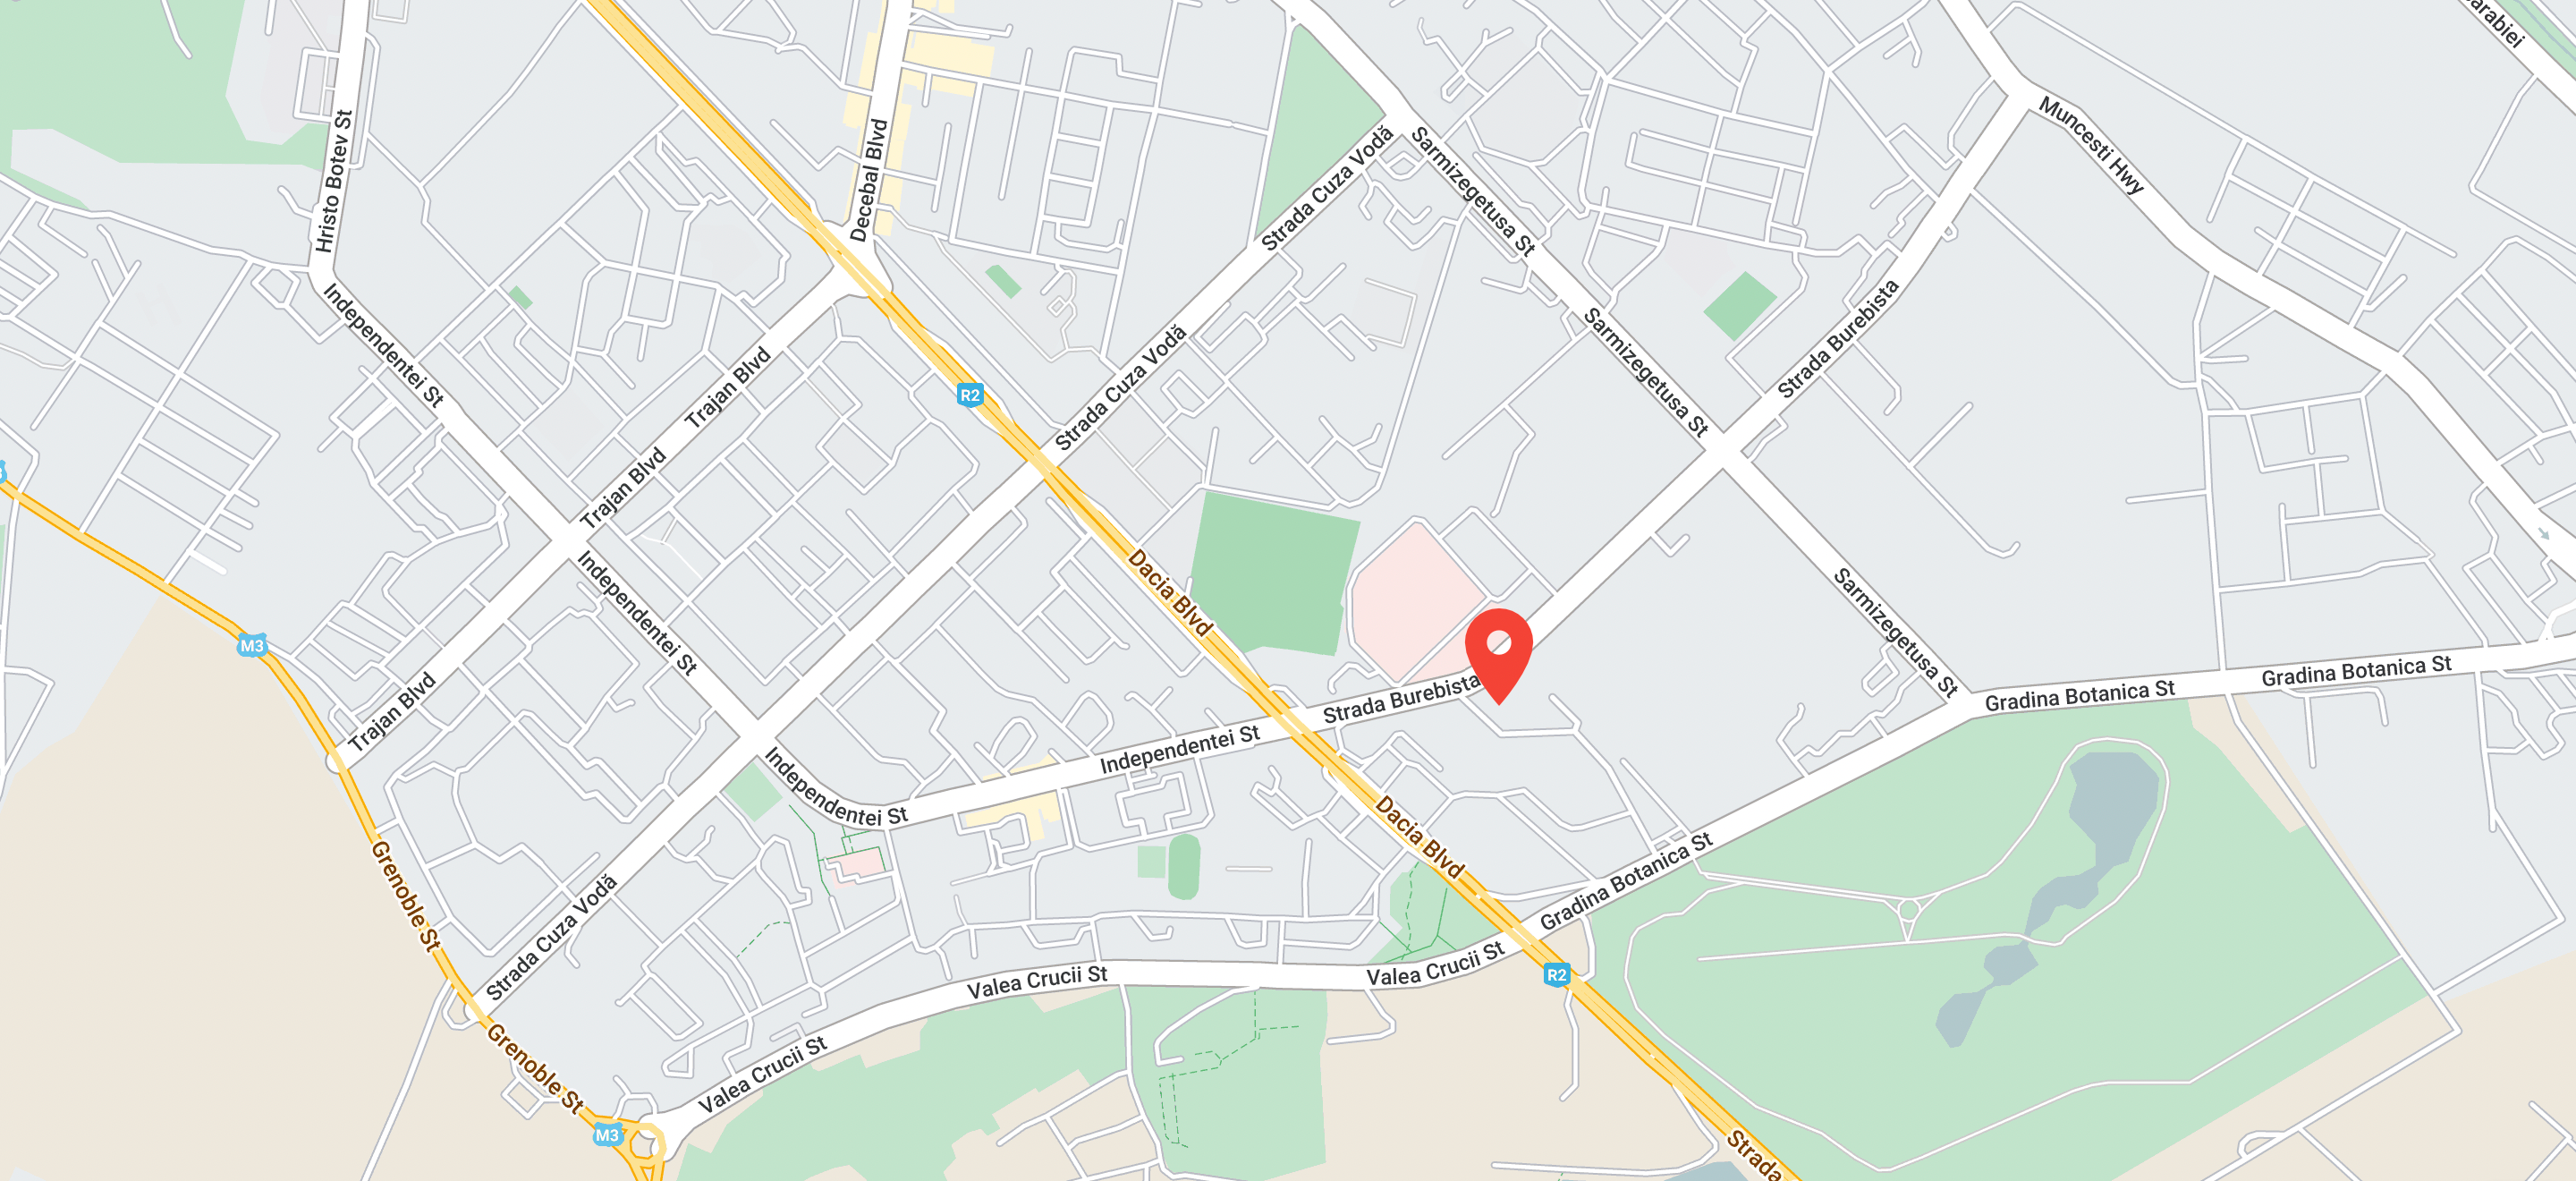 arabiei
Hristo Botev St
Decebal Blvd
Muncesti Hwy
Strada Cuza Vodă
Sarmizegetusa St
Independentei St
Trajan Blvd
R2
Strada Cuza Vodă
Sarmizegetusa St
Strada Burebista
Trajan Blvd
Independentei St
Dacia Blvd
Sarmizegetusa St
M3
Trajan Blvd
Strada Burebista
Gradina Botanica St
Gradina Botanica St
Independentei St
Independentei St
Dacia Blvd
Grenoble St
Strada Cuza Vodă
Gradina Botanica St
Valea Crucii St
Valea Crucii St
R2
Grenoble St
Valea Crucii St
M3
Strada